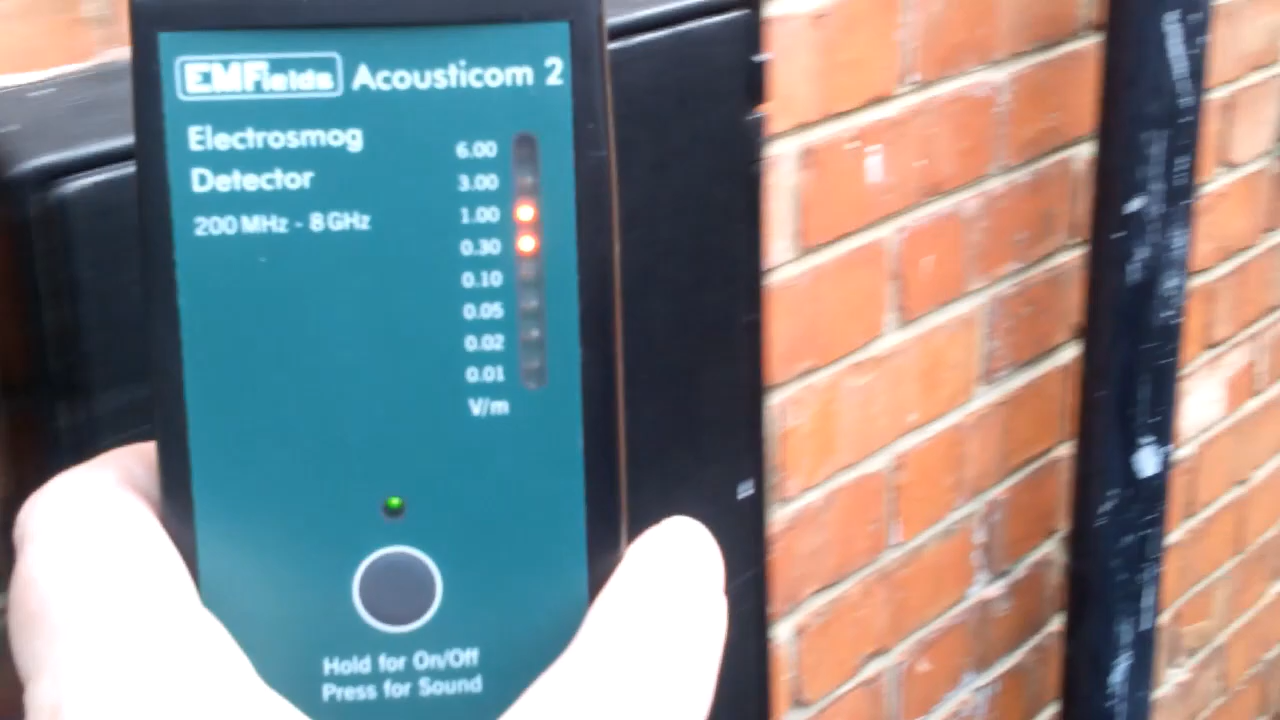 EMFields Acousticom 2
Electrosmog
Detector
200 MHz - 8 GHz
6.00
3.00
1.00
0.30
0.10
0.05
0.02
0.01
V/m
Hold for On/Off
Press for Sound